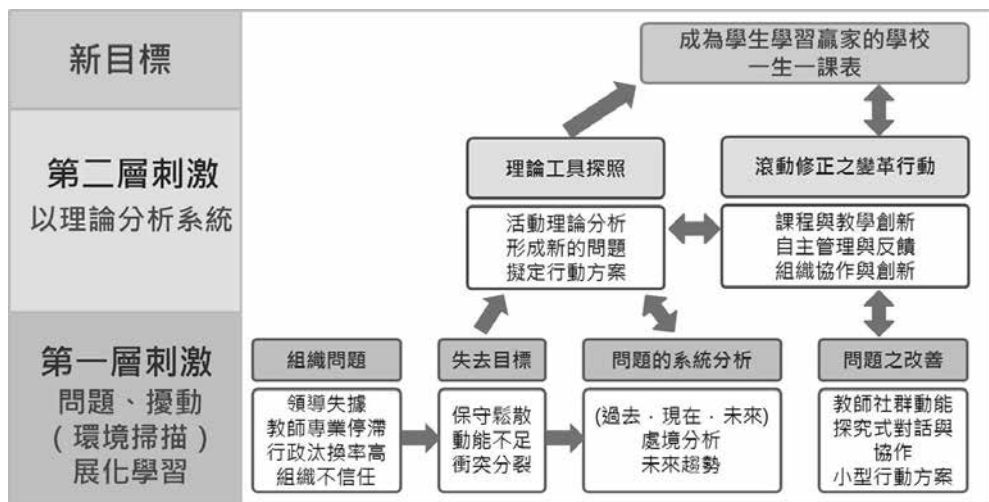 新目標
成為學生學習贏家的學校
一生一課表
第二層刺激
以理論分析系統
理論工具探照
活動理論分析
形成新的問題
擬定行動方案
滾動修正之變革行動
課程與教學創新
自主管理與反饋
組織協作與創新
第一層刺激
問題、擾動
(環境掃描)
展化學習
組織問題
領導失據
教師專業停滯
行政汰換率高
組織不信任
失去目標
保守鬆散
動能不足
衝突分裂
問題的系統分析
(過去．現在．未來)
處境分析
未來趨勢
問題之改善
教師社群動能
探究式對話與
協作
小型行動方案